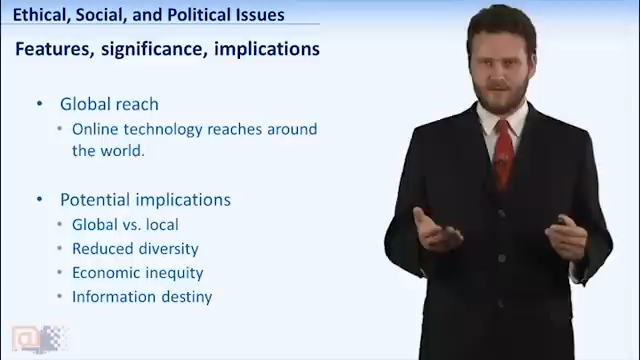 Ethical, Social, and Political Issues
Features, significance, implications
• Global reach
• Online technology reaches around
the world.
• Potential implications
• Global vs. local
• Reduced diversity
• Economic inequity
• Information destiny
@